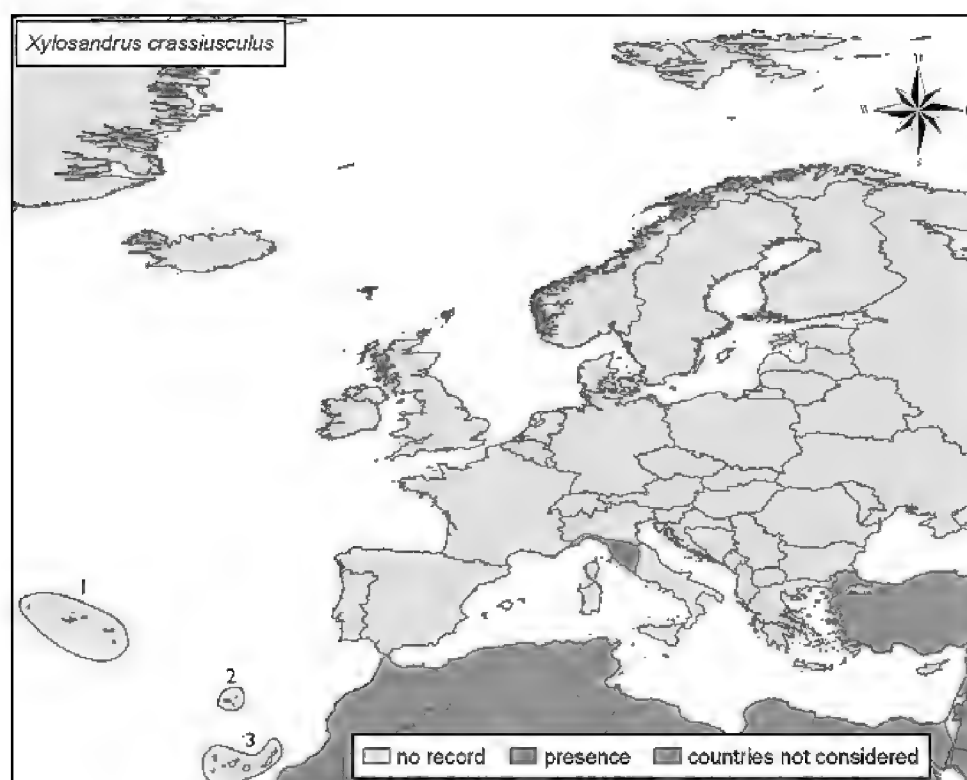 Xylosandrus crassiusculus
1
2
3
no record presence countries not considered